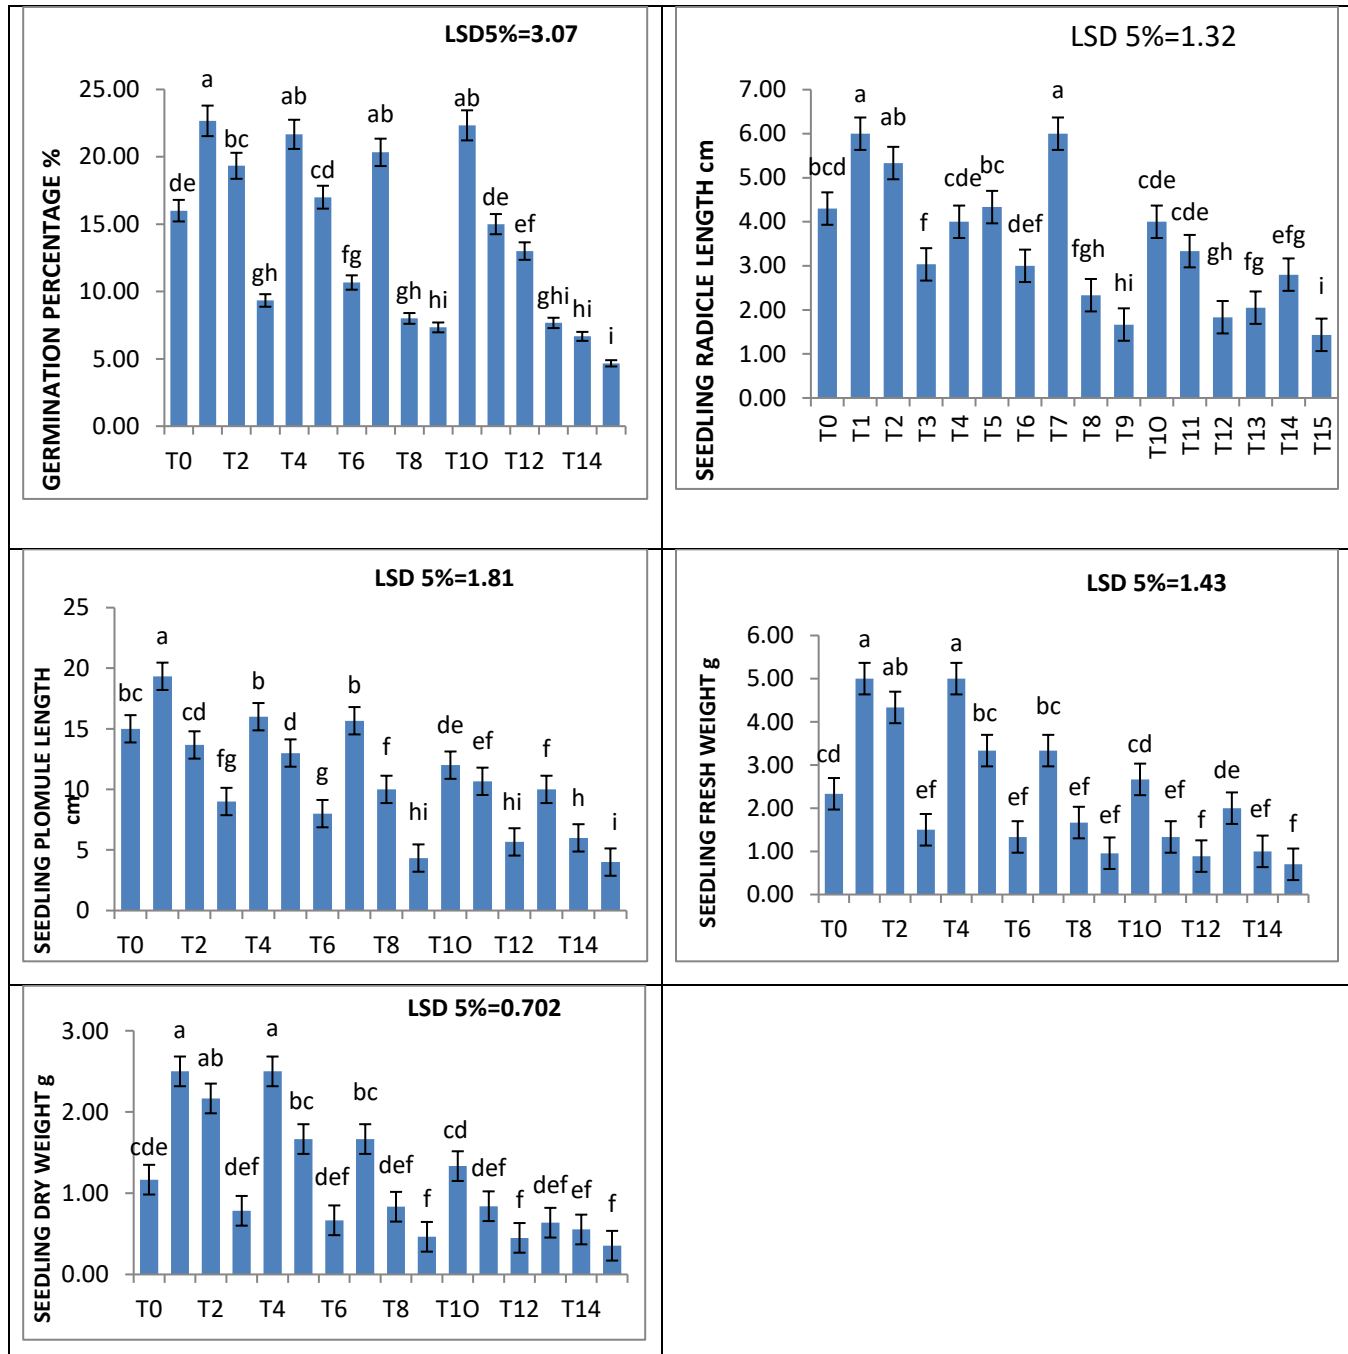 LSD5%=3.07
GERMINATION PERCENTAGE %
25.00
20.00
15.00
10.00
5.00
0.00
de a bc gh ab cd fg ab gh hi ab de ef ghi hi i
T0 T2 T4 T6 T8 T1O T12 T14
LSD 5%=1.32
SEEDLING RADICLE LENGTH cm
7.00
6.00
5.00
4.00
3.00
2.00
1.00
0.00
bcd a ab f cde bc def a fgh hi cde cde gh fg efg i
T0 T1 T2 T3 T4 T5 T6 T7 T8 T9 T1O T11 T12 T13 T14 T15
LSD 5%=1.81
SEEDLING PLOMULE LENGTH
cm
25
20
15
10
5
0
bc a cd fg b d g b f hi de ef hi f h i
T0 T2 T4 T6 T8 T1O T12 T14
LSD 5%=1.43
SEEDLING FRESH WEIGHT g
6.00
5.00
4.00
3.00
2.00
1.00
0.00
cd a ab ef a bc ef bc ef ef cd ef f de ef f
T0 T2 T4 T6 T8 T1O T12 T14
LSD 5%=0.702
SEEDLING DRY WEIGHT g
3.00
2.00
1.00
0.00
cde a ab def a bc def bc def f cd def f def ef f
T0 T2 T4 T6 T8 T1O T12 T14